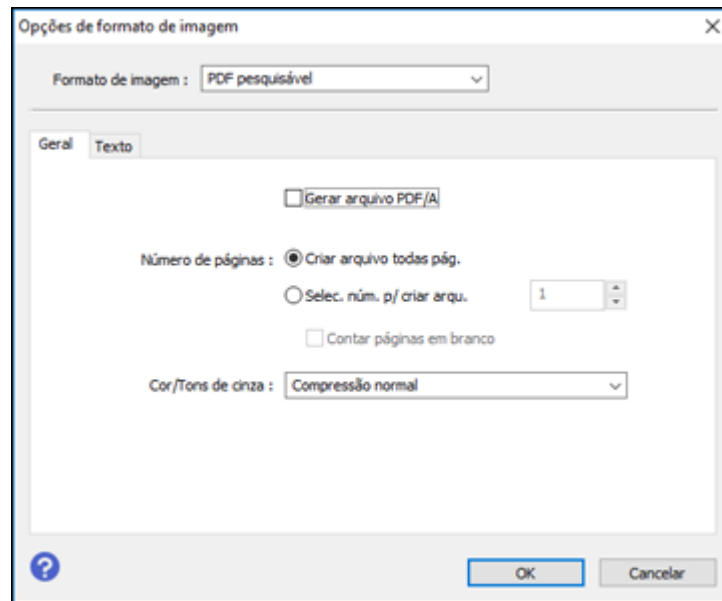 Opções de formato de imagem
Formato de imagem : PDF pesquisável
Geral Texto
Gerar arquivo PDF/A
Número de páginas : Criar arquivo todas pág.
Selec. núm. p/ criar arqu. 1
Contar páginas em branco
Cor/Tons de cinza : Compressão normal
? OK Cancelar